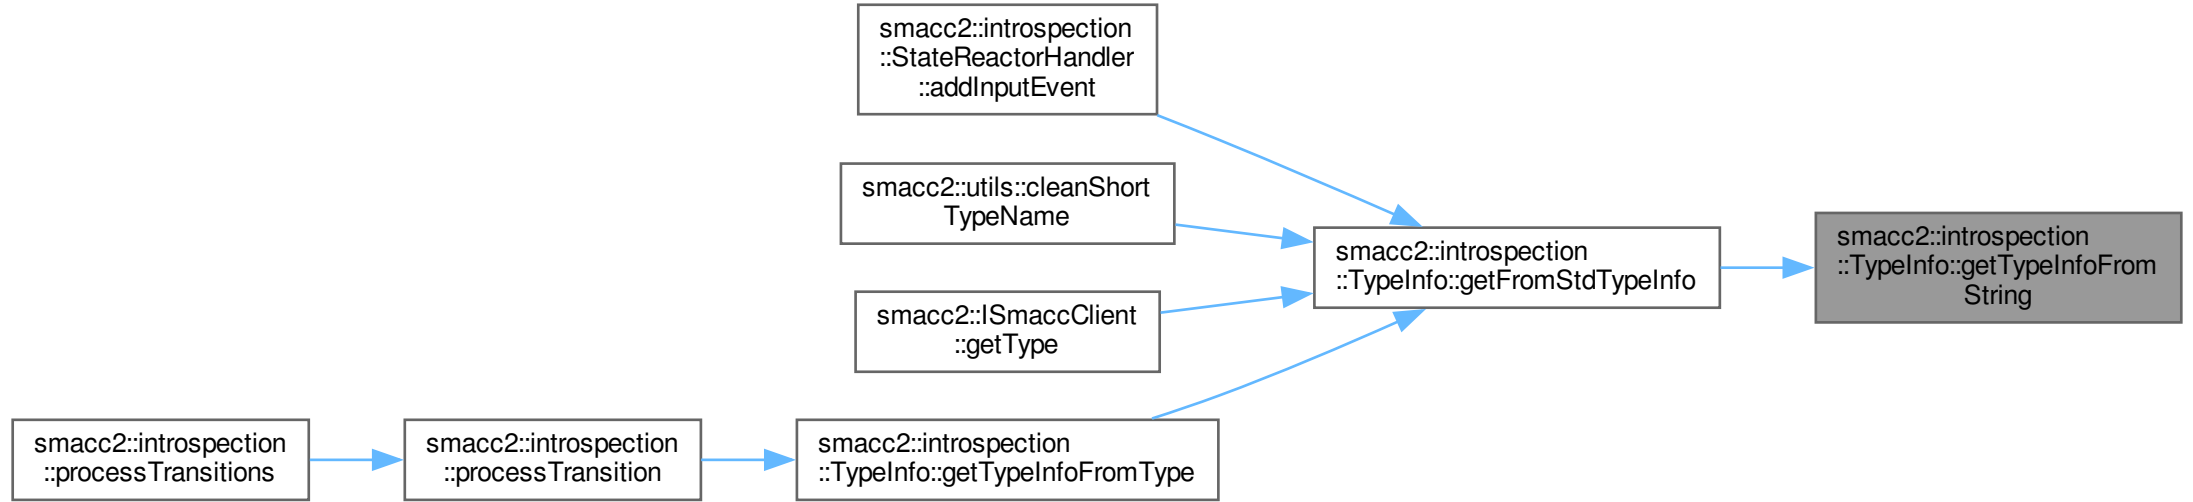 smacc2::introspection
::StateReactorHandler
::addInputEvent
smacc2::utils::cleanShort
TypeName
smacc2::ISmaccClient
::getType
smacc2::introspection
::processTransitions
smacc2::introspection
::processTransition
smacc2::introspection
::TypeInfo::getTypeInfoFromType
smacc2::introspection
::TypeInfo::getFromStdTypeInfo
smacc2::introspection
::TypeInfo::getTypeInfoFrom
String